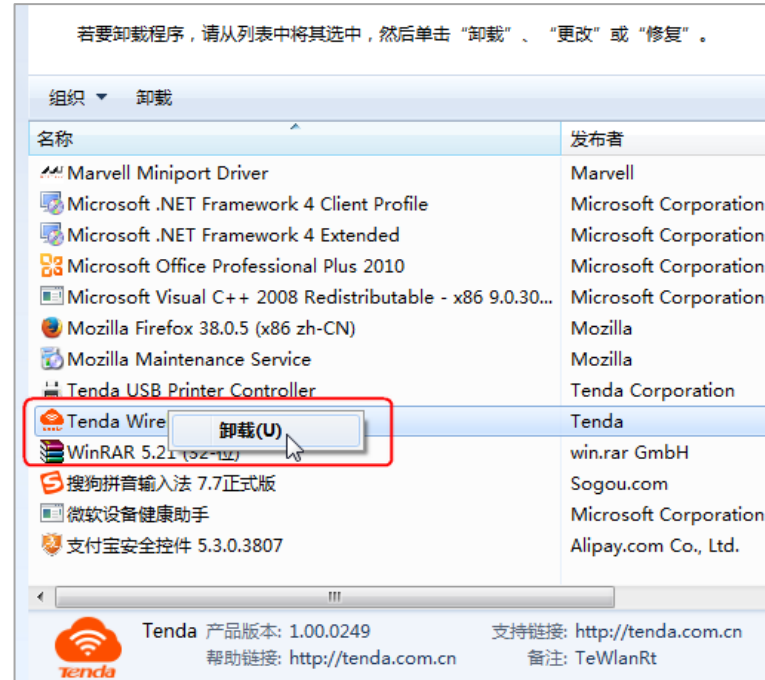 若要卸载程序，请从列表中将其选中，然后单击“卸载”、“更改”或“修复”。
组织 卸载
名称 发布者
Marvell Miniport Driver Marvell
Microsoft .NET Framework 4 Client Profile Microsoft Corporation
Microsoft .NET Framework 4 Extended Microsoft Corporation
Microsoft Office Professional Plus 2010 Microsoft Corporation
Microsoft Visual C++ 2008 Redistributable - x86 9.0.30... Microsoft Corporation
Mozilla Firefox 38.0.5 (x86 zh-CN) Mozilla
Mozilla Maintenance Service Mozilla
Tenda USB Printer Controller Tenda Corporation
Tenda Wire Tenda
卸载(U)
WinRAR 5.21 (32-位) win.rar GmbH
搜狗拼音输入法 7.7正式版 Sogou.com
微软设备健康助手 Microsoft Corporation
支付宝安全控件 5.3.0.3807 Alipay.com Co., Ltd.
Tenda 产品版本: 1.00.0249 支持链接: http://tenda.com.cn
帮助链接: http://tenda.com.cn 备注: TeWlanRt
Tenda